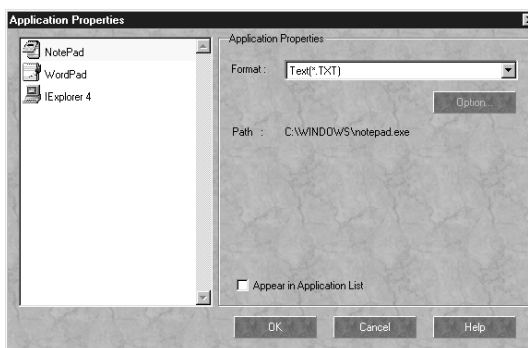 Application Properties
NotePad
WordPad
IExplorer 4
Application Properties
Format :
Text(*.TXT)
Option...
Path :
C:\WINDOWS\notepad.exe
Appear in Application List
OK
Cancel
Help